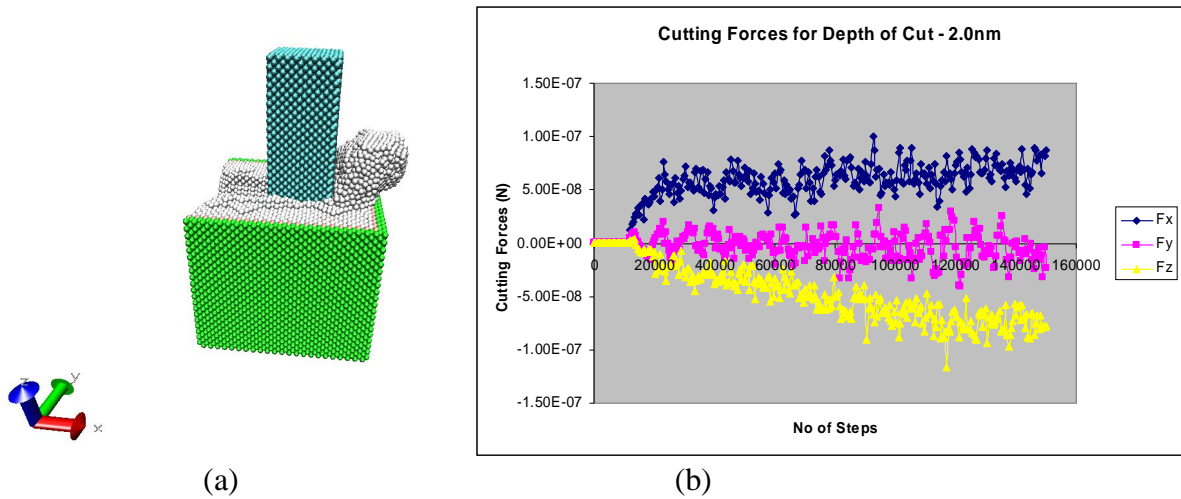 z
y
x
(a)
Cutting Forces for Depth of Cut - 2.0nm
Cutting Forces (N)
1.50E-07
1.00E-07
5.00E-08
0.00E+00
-5.00E-08
-1.00E-07
-1.50E-07
0 20000 40000 60000 80000 100000 120000 140000 160000
No of Steps
Fx
Fy
Fz
(b)